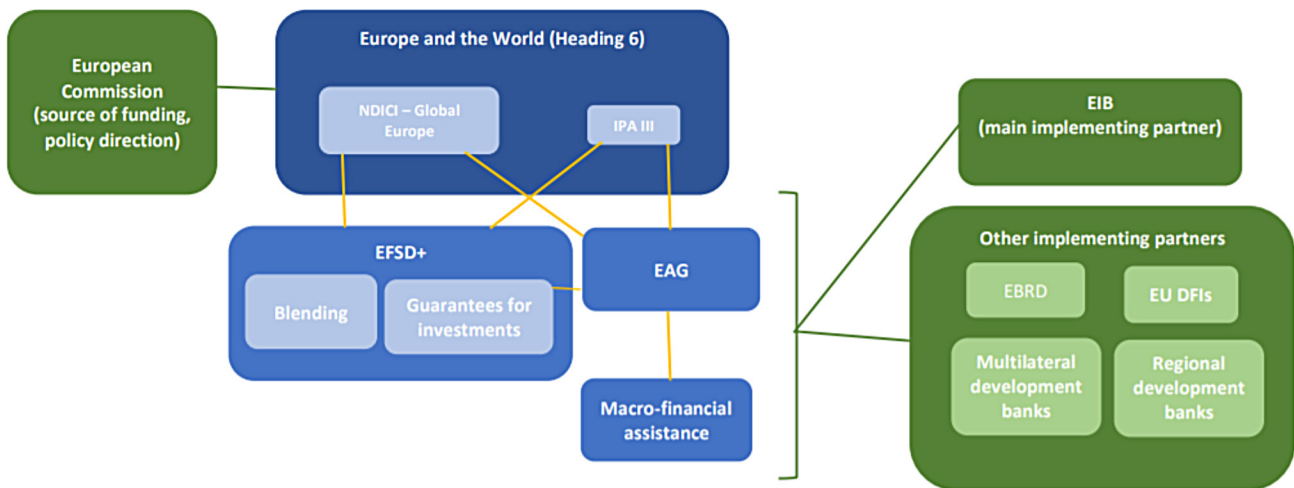 European
Commission
(source of funding,
policy direction)
Europe and the World (Heading 6)
NDICI – Global
Europe
IPA III
EFSD+
Blending
Guarantees for
investments
EAG
Macro-financial
assistance
EIB
(main implementing partner)
Other implementing partners
EBRD
EU DFIs
Multilateral
development
banks
Regional
development
banks